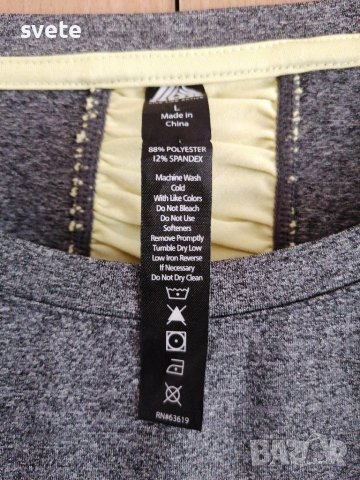 svete
L
Made in
China
88% POLYESTER
12% SPANDEX
Machine Wash
Cold
With Like Colors
Do Not Bleach
Do Not Use
Softeners
Remove Promptly
Tumble Dry Low
Low Iron Reverse
If Necessary
Do Not Dry Clean
RN#63619
BAZAR